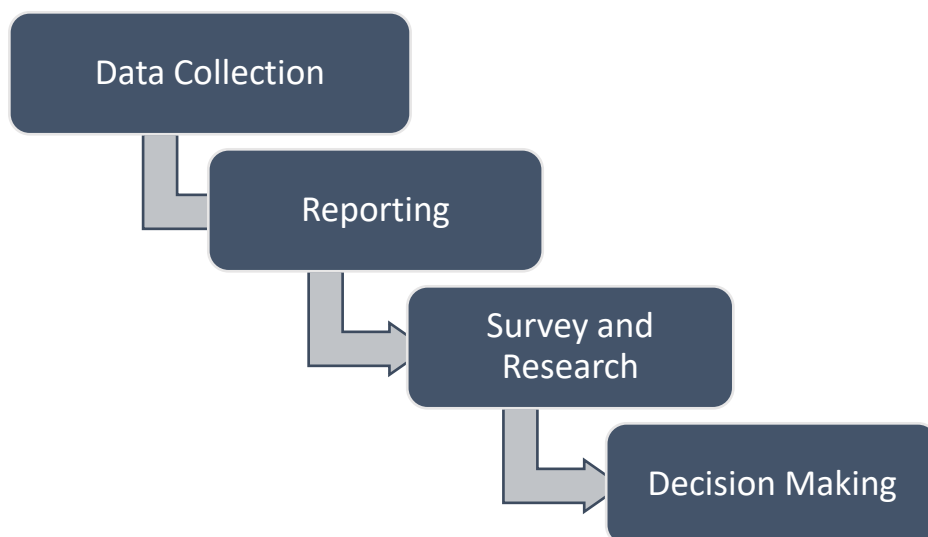 Data Collection
Reporting
Survey and
Research
Decision Making